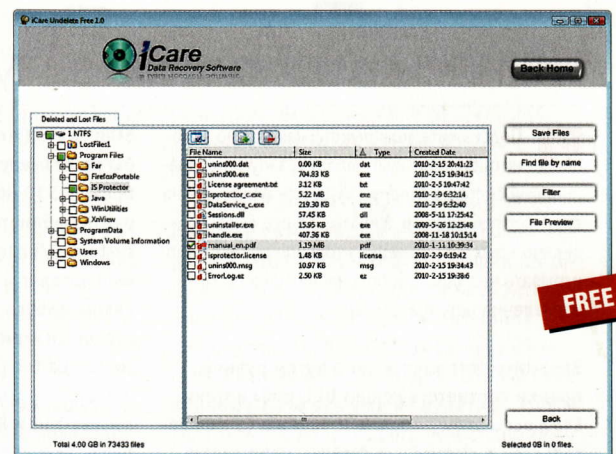 iCare Undelete Free 1.0
iCare
Data Recovery Software
Back Home
Deleted and Lost Files
1 NTFS
LostFiles1
Program Files
Far
FirefoxPortable
IS Protector
Java
WinUtilities
XnView
ProgramData
System Volume Information
Users
Windows
File Name Size Type Created Date
unins000.dat 0.00 KB dat 2010-2-15 20:41:23
unins000.exe 704.83 KB exe 2010-2-15 19:34:15
License agreement.txt 3.12 KB txt 2010-2-15 10:47:42
isprotector_c.exe 5.22 MB exe 2010-2-9 6:32:14
DataService_c.exe 219.30 KB exe 2010-2-9 6:32:40
Sessions.dll 57.45 KB dll 2008-5-11 17:25:42
uninstaller.exe 15.95 KB exe 2009-5-26 12:25:48
handle.exe 407.36 KB exe 2008-11-18 10:15:14
manual_en.pdf 1.19 MB pdf 2010-1-11 10:39:34
isprotector.license 1.48 KB license 2010-2-9 6:19:42
unins000.msg 10.97 KB msg 2010-2-15 19:34:43
ErrorLog.ez 2.50 KB ez 2010-2-15 19:38:6
Save Files
Find file by name
Filter
File Preview
FREE
Back
Total 4.00 GB in 73433 files
Selected 0B in 0 files.